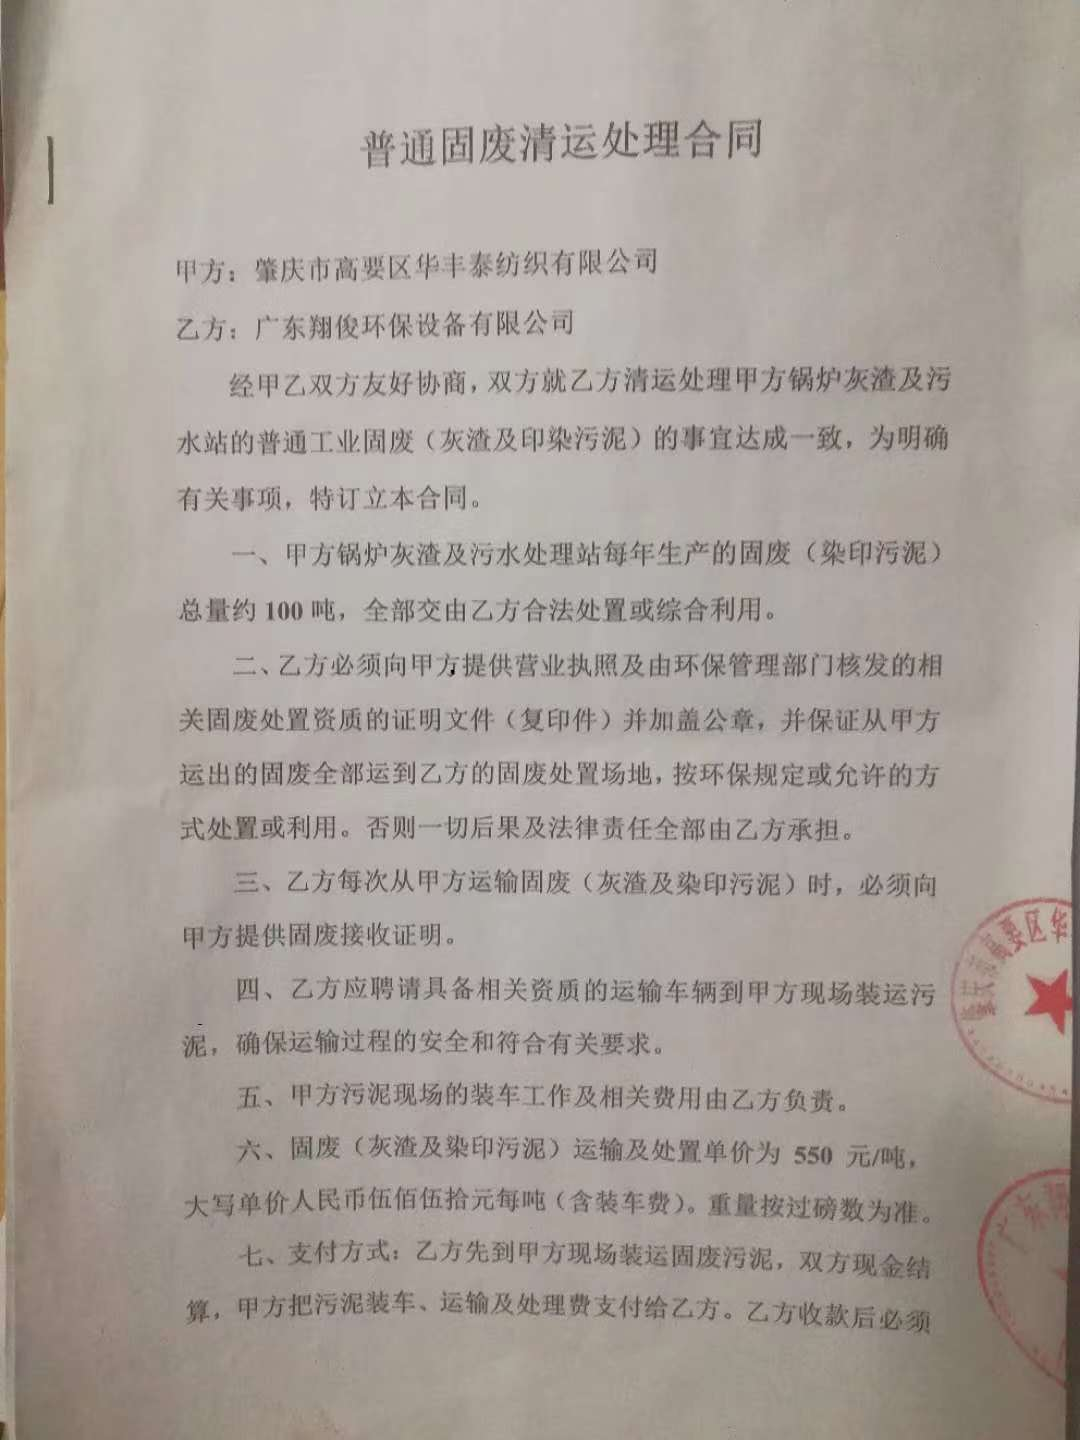 普通固废清运处理合同
甲方：肇庆市高要区华丰泰纺织有限公司
乙方：广东翔俊环保设备有限公司
经甲乙双方友好协商，双方就乙方清运处理甲方锅炉灰渣及污
水站的普通工业固废（灰渣及印染污泥）的事宜达成一致，为明确
有关事项，特订立本合同。
一、甲方锅炉灰渣及污水处理站每年生产的固废（染印污泥）
总量约 100 吨，全部交由乙方合法处置或综合利用。
二、乙方必须向甲方提供营业执照及由环保管理部门核发的相
关固废处置资质的证明文件（复印件）并加盖公章，并保证从甲方
运出的固废全部运到乙方的固废处置场地，按环保规定或允许的方
式处置或利用。否则一切后果及法律责任全部由乙方承担。
三、乙方每次从甲方运输固废（灰渣及染印污泥）时，必须向
甲方提供固废接收证明。
四、乙方应聘请具备相关资质的运输车辆到甲方现场装运污
泥，确保运输过程的安全和符合有关要求。
五、甲方污泥现场的装车工作及相关费用由乙方负责。
六、固废（灰渣及染印污泥）运输及处置单价为 550 元/吨，
大写单价人民币伍佰伍拾元每吨（含装车费）。重量按过磅数为准。
七、支付方式：乙方先到甲方现场装运固废污泥，双方现金结
算，甲方把污泥装车、运输及处理费支付给乙方。乙方收款后必须
肇庆市高要区华
广东翔